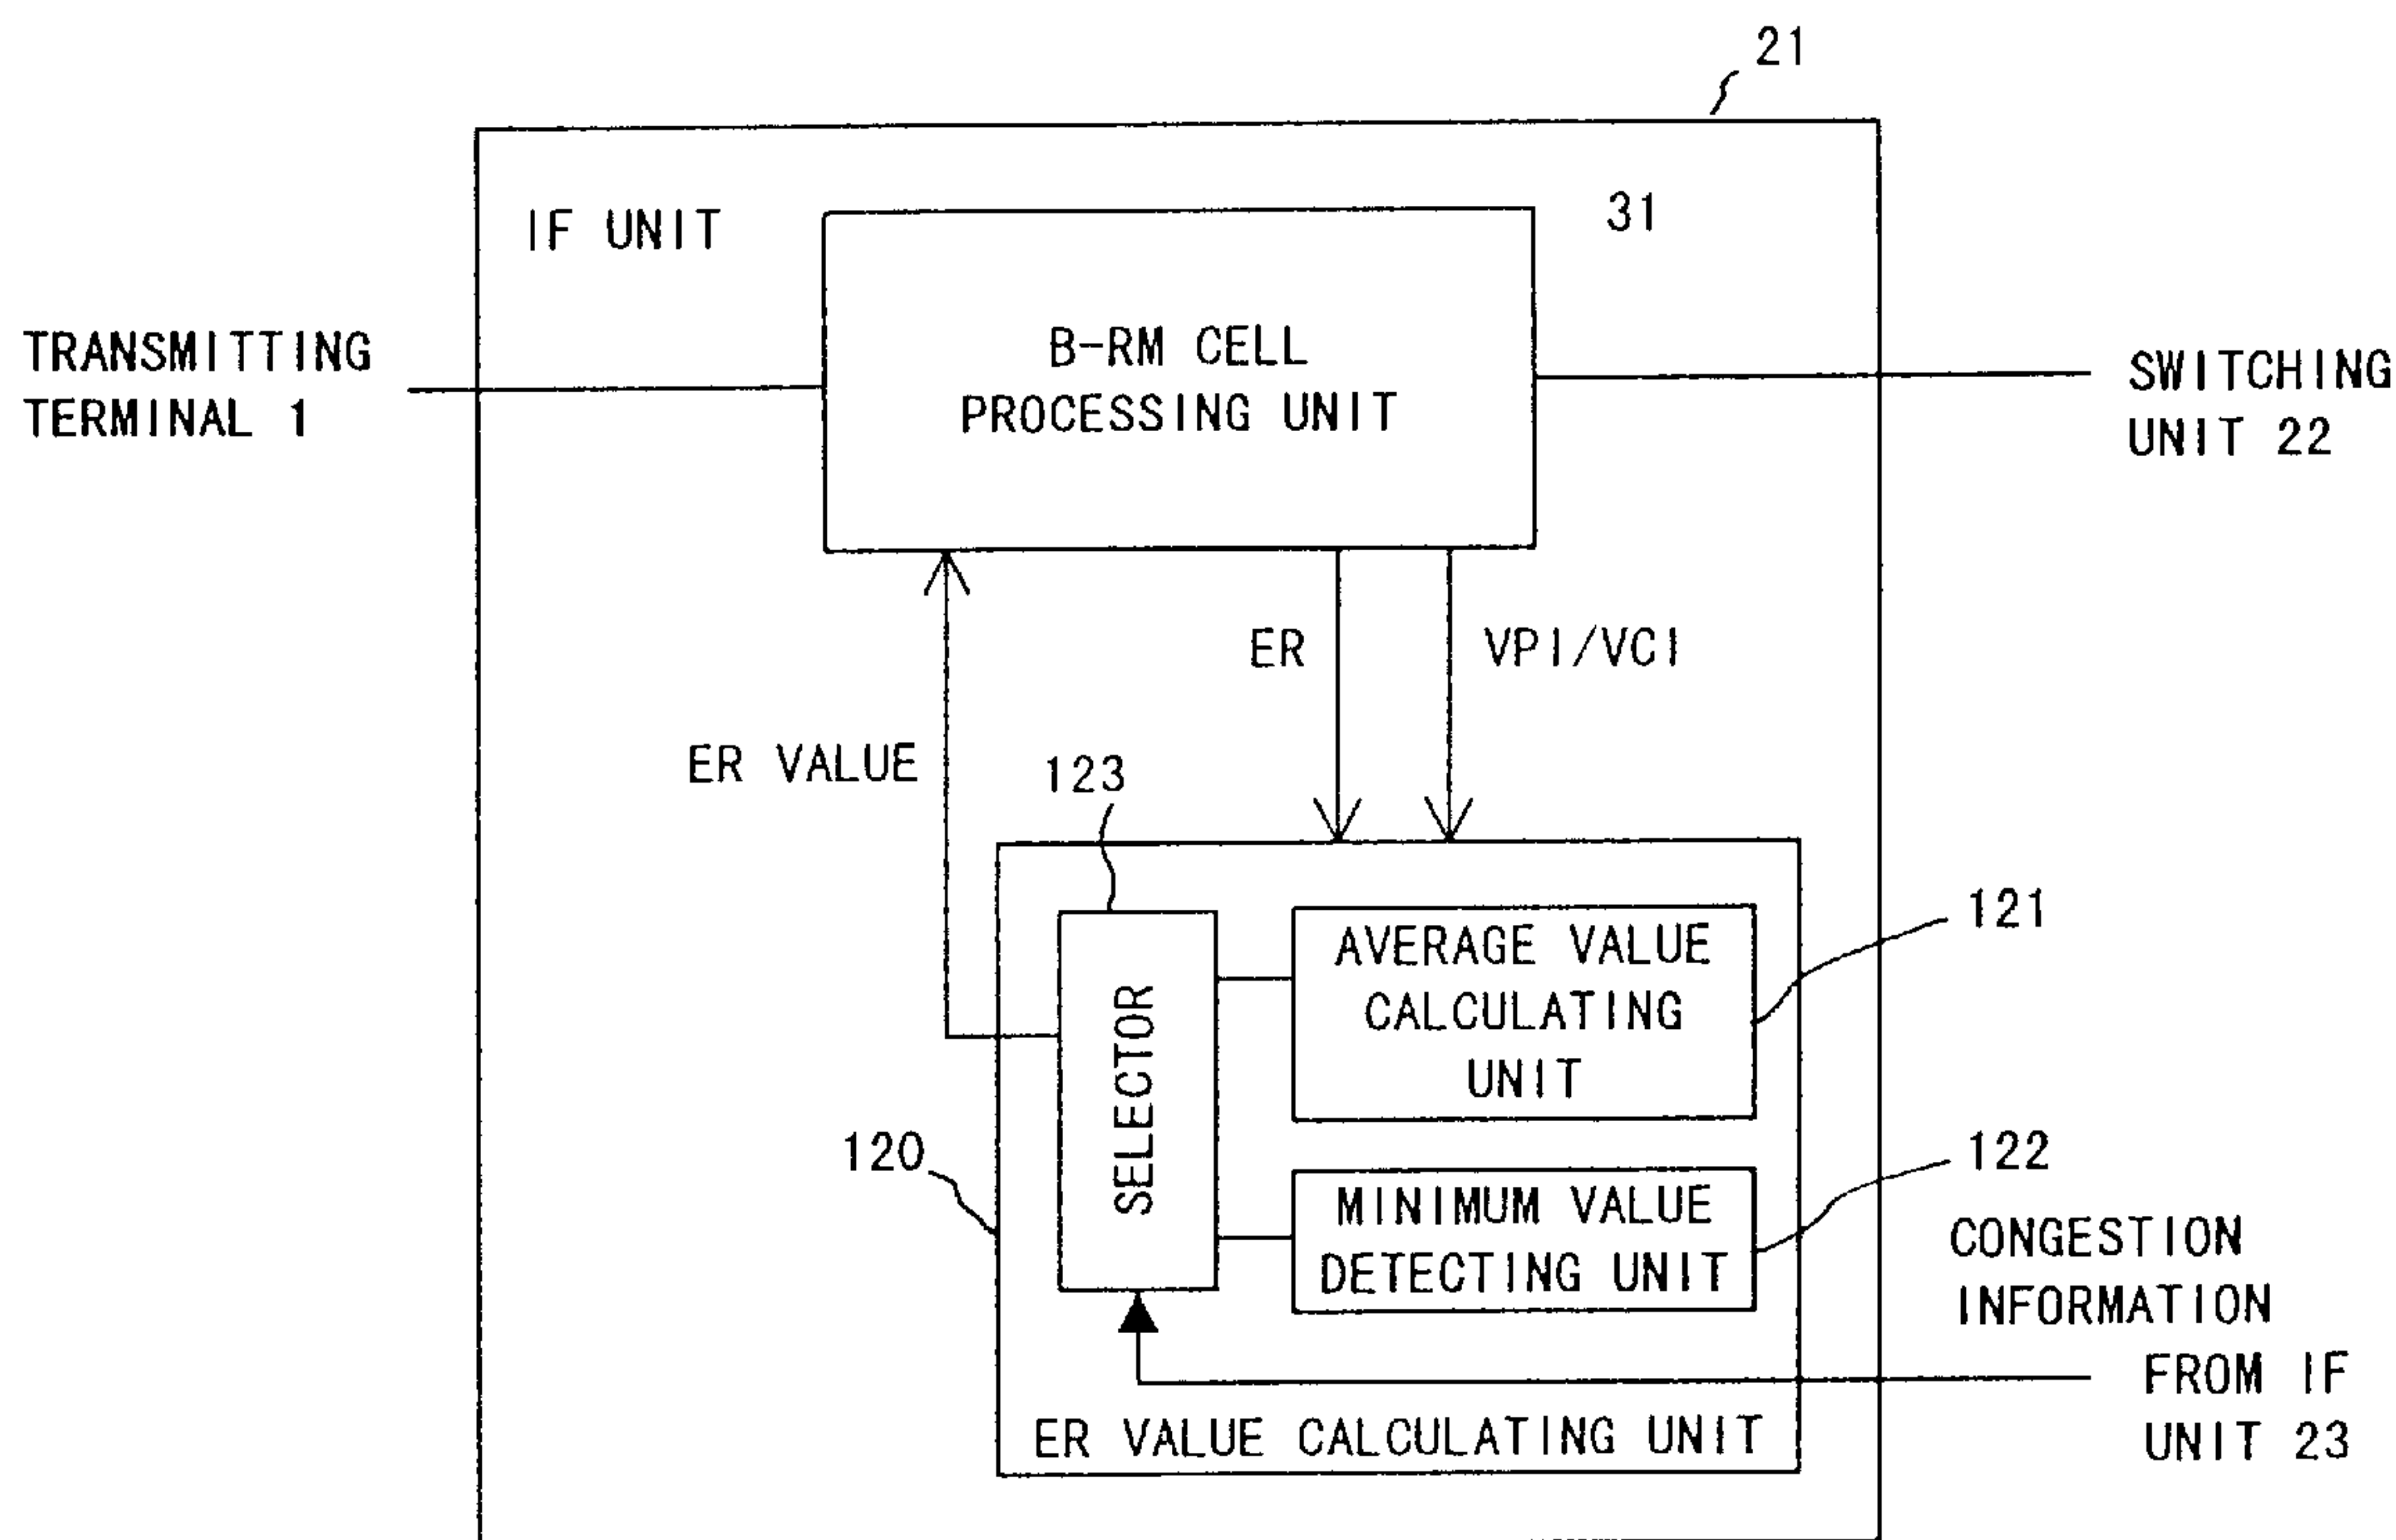 21
IF UNIT
31
TRANSMITTING
TERMINAL 1
B-RM CELL
PROCESSING UNIT
SWITCHING
UNIT 22
ER
VPI/VCI
ER VALUE
123
SELECTOR
AVERAGE VALUE
CALCULATING
UNIT
121
120
MINIMUM VALUE
DETECTING UNIT
122
CONGESTION
INFORMATION
FROM IF
UNIT 23
ER VALUE CALCULATING UNIT